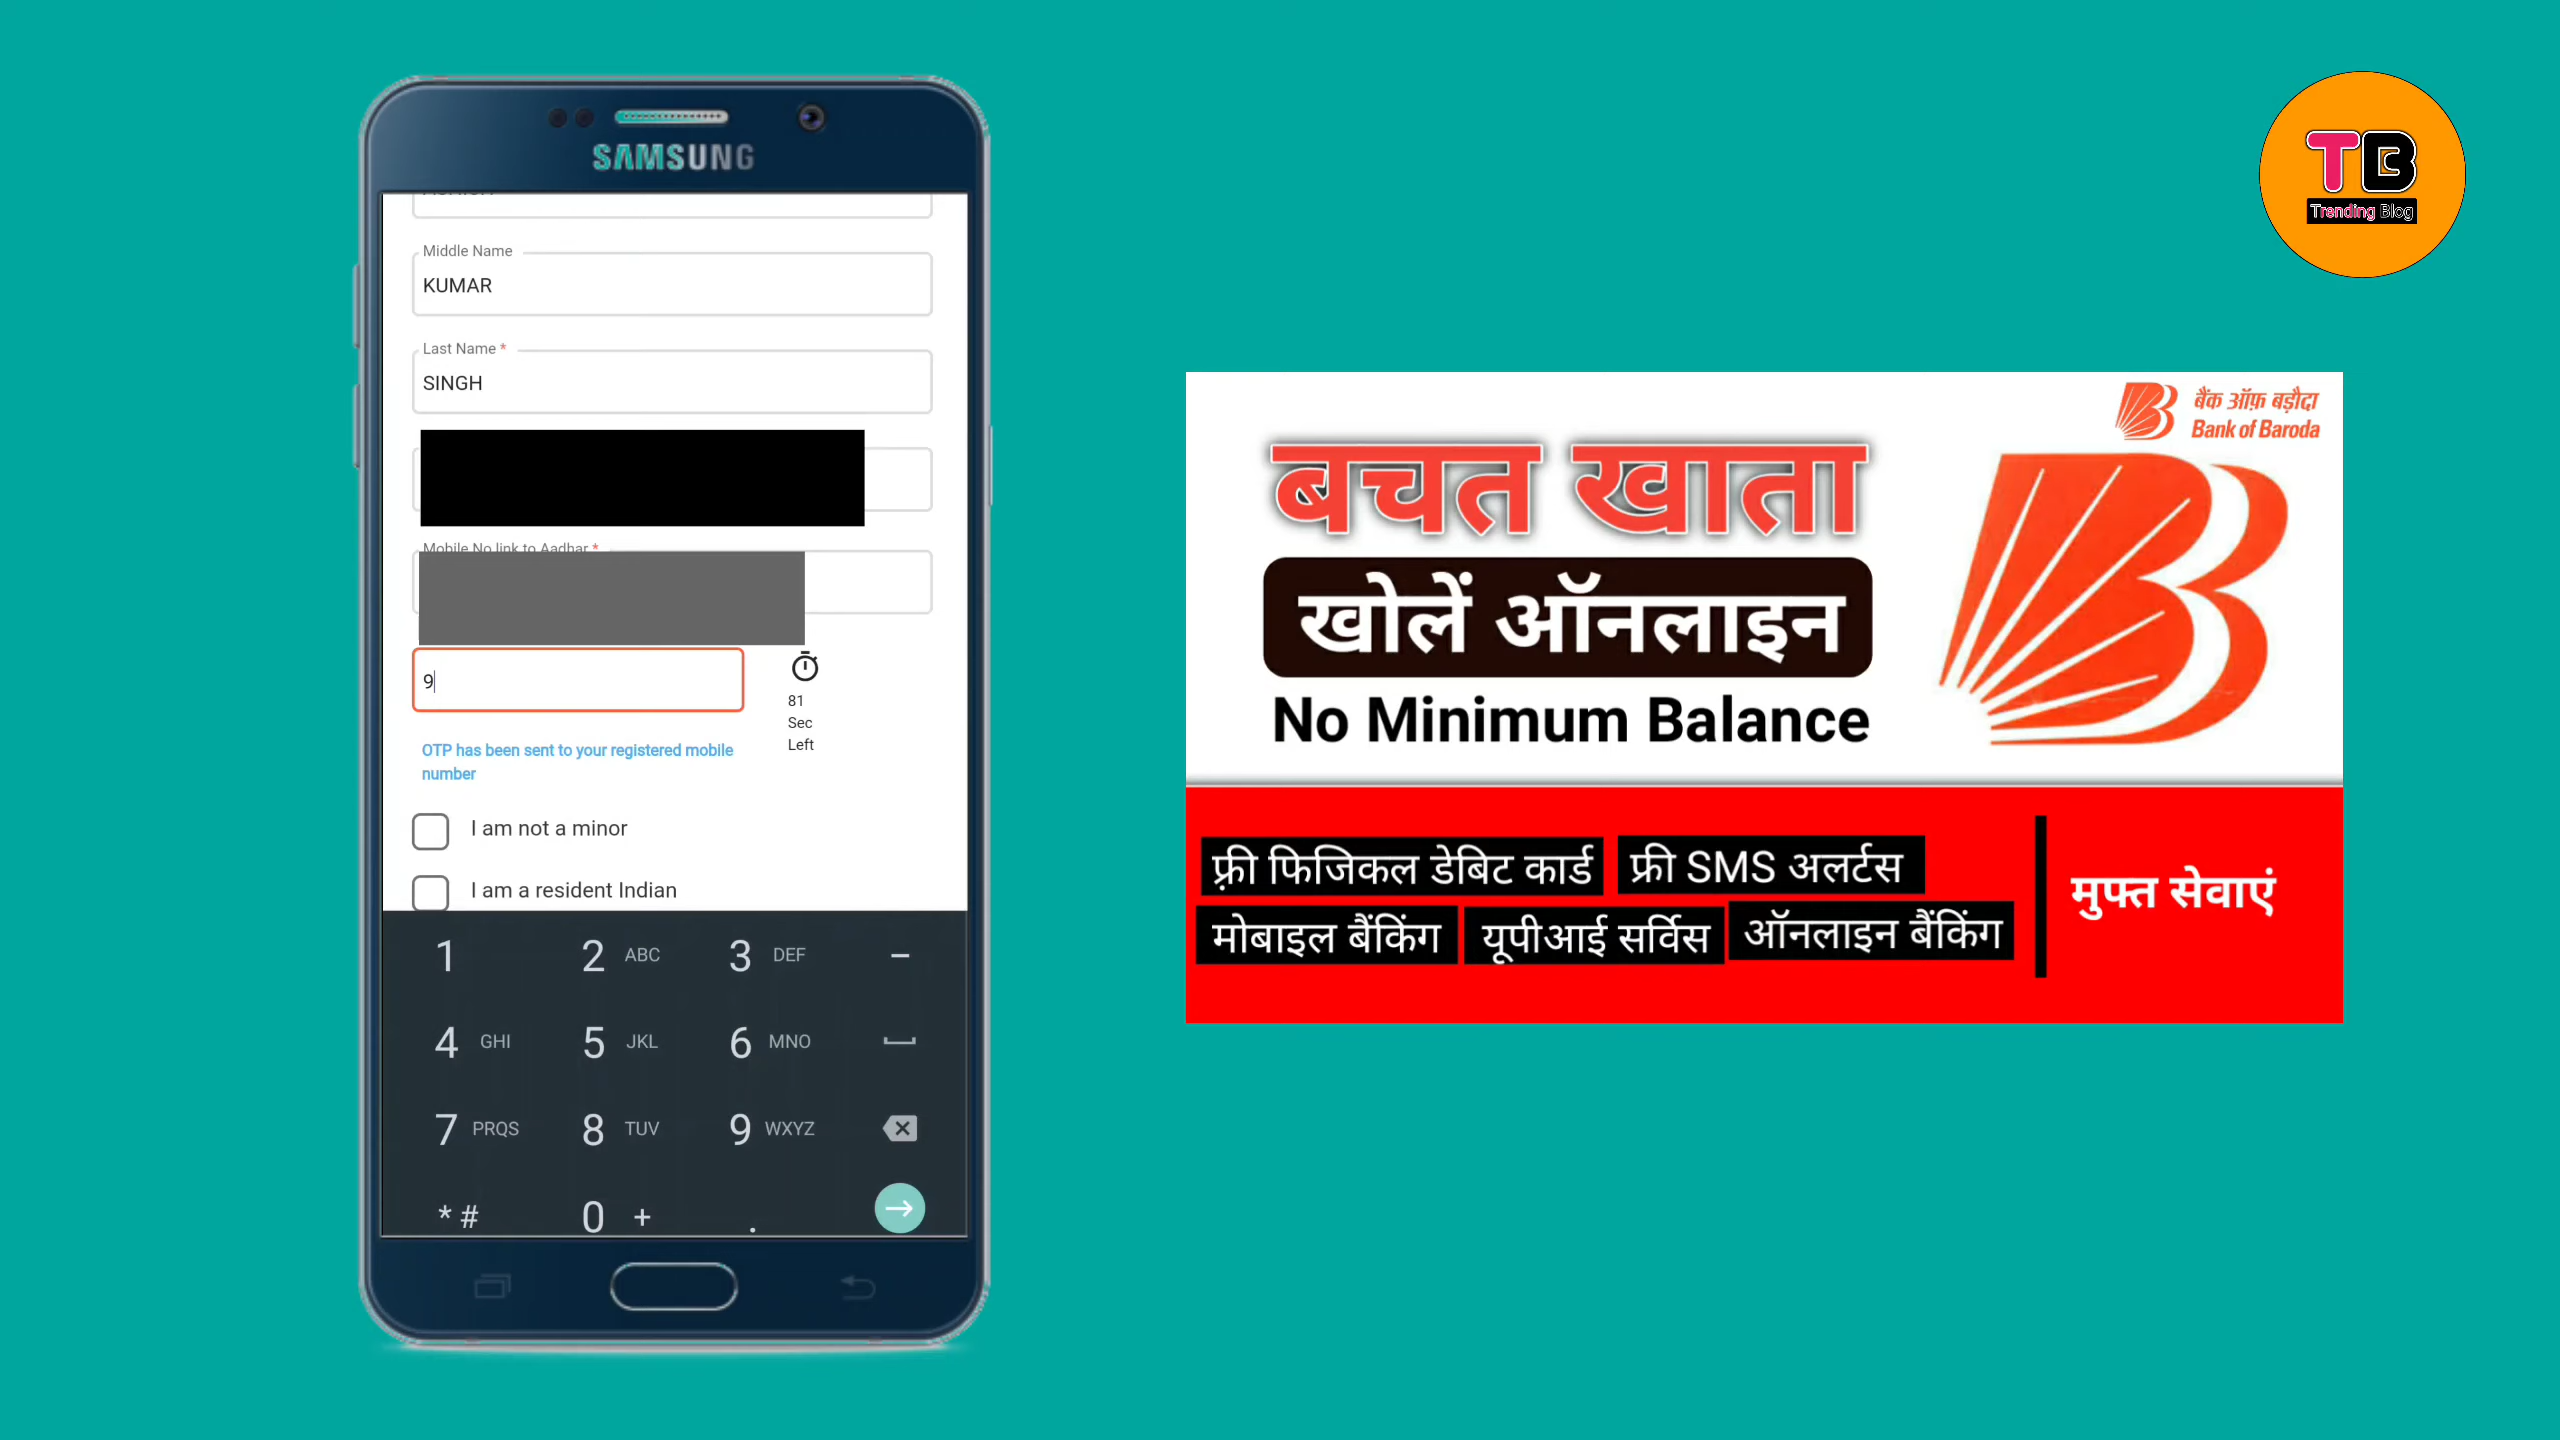 SAMSUNG
Middle Name
KUMAR
Last Name *
SINGH
Mobile No link to Aadhar *
9
81
Sec
Left
OTP has been sent to your registered mobile
number
I am not a minor
I am a resident Indian
1
2 ABC
3 DEF
-
4 GHI
5 JKL
6 MNO
7 PRQS
8 TUV
9 WXYZ
* #
0 +
.
TB
Trending Blog
बैंक ऑफ़ बड़ौदा
Bank of Baroda
बचत खाता
खोलें ऑनलाइन
No Minimum Balance
फ़्री फिजिकल डेबिट कार्ड
फ्री SMS अलर्टस
मोबाइल बैंकिंग
यूपीआई सर्विस
ऑनलाइन बैंकिंग
मुफ्त सेवाएं